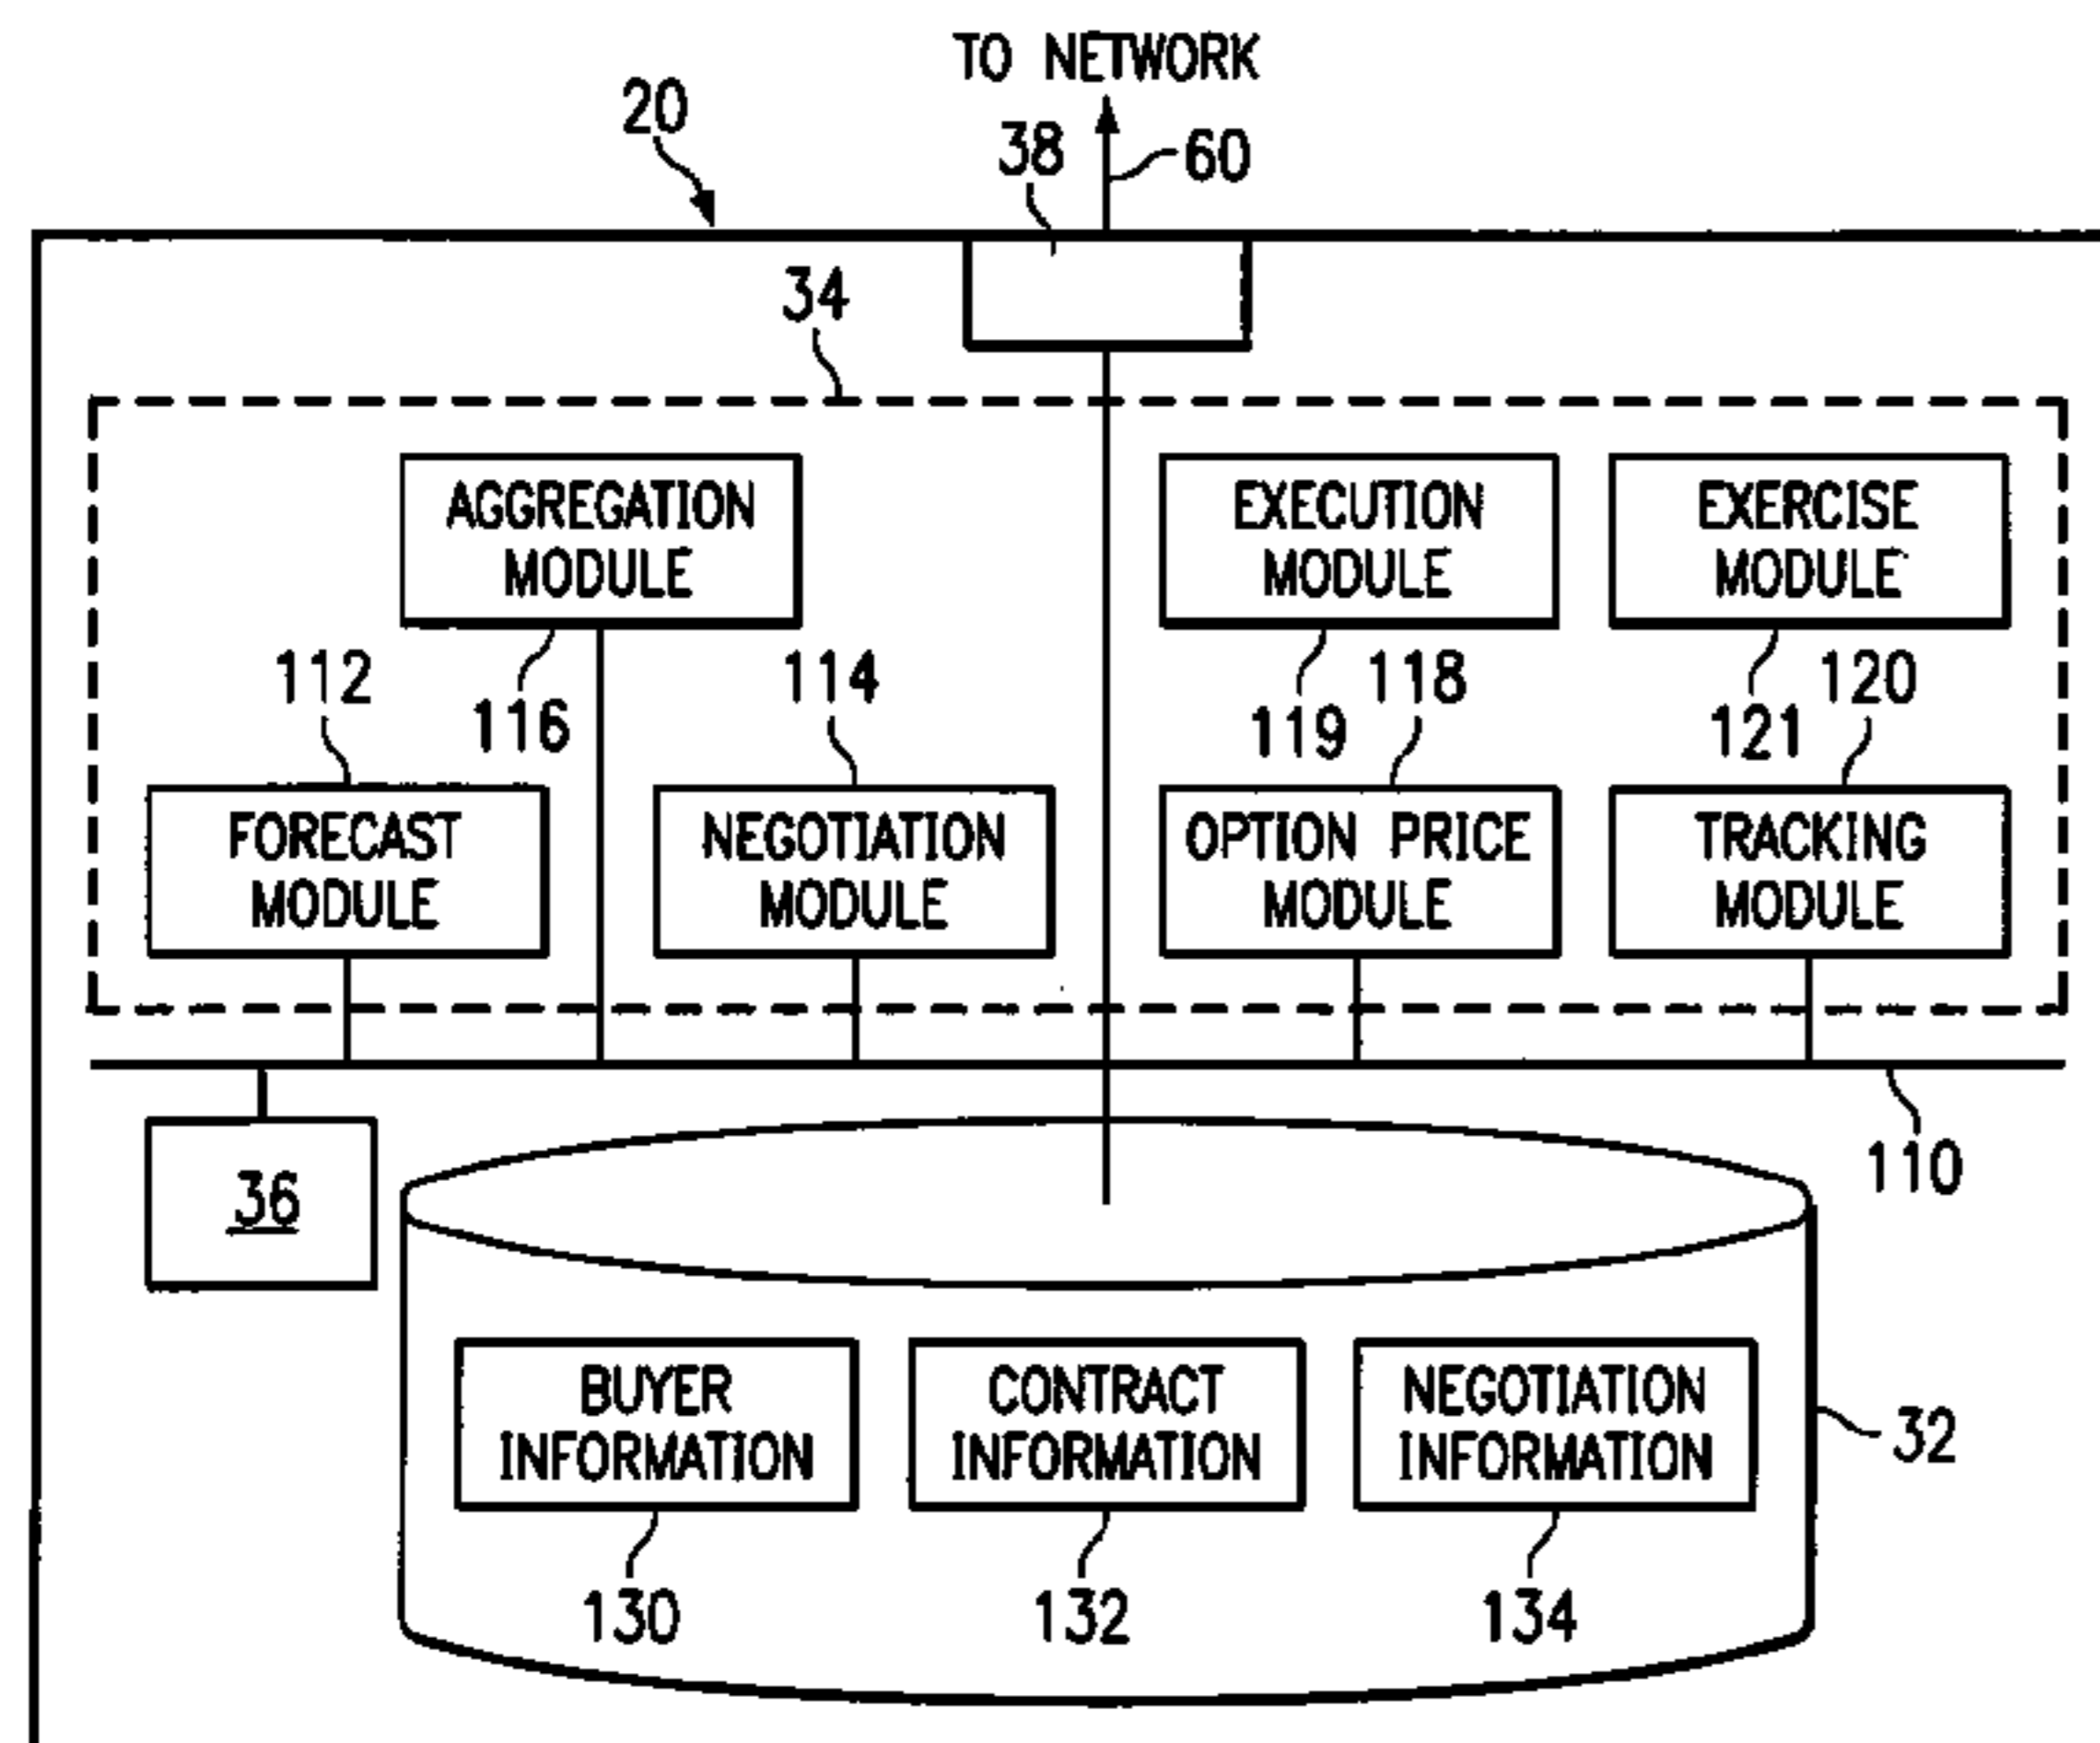 TO NETWORK
20
38
60
34
AGGREGATION
MODULE
EXECUTION
MODULE
EXERCISE
MODULE
112
116
114
119
118
121
120
FORECAST
MODULE
NEGOTIATION
MODULE
OPTION PRICE
MODULE
TRACKING
MODULE
110
36
BUYER
INFORMATION
CONTRACT
INFORMATION
NEGOTIATION
INFORMATION
32
130
132
134